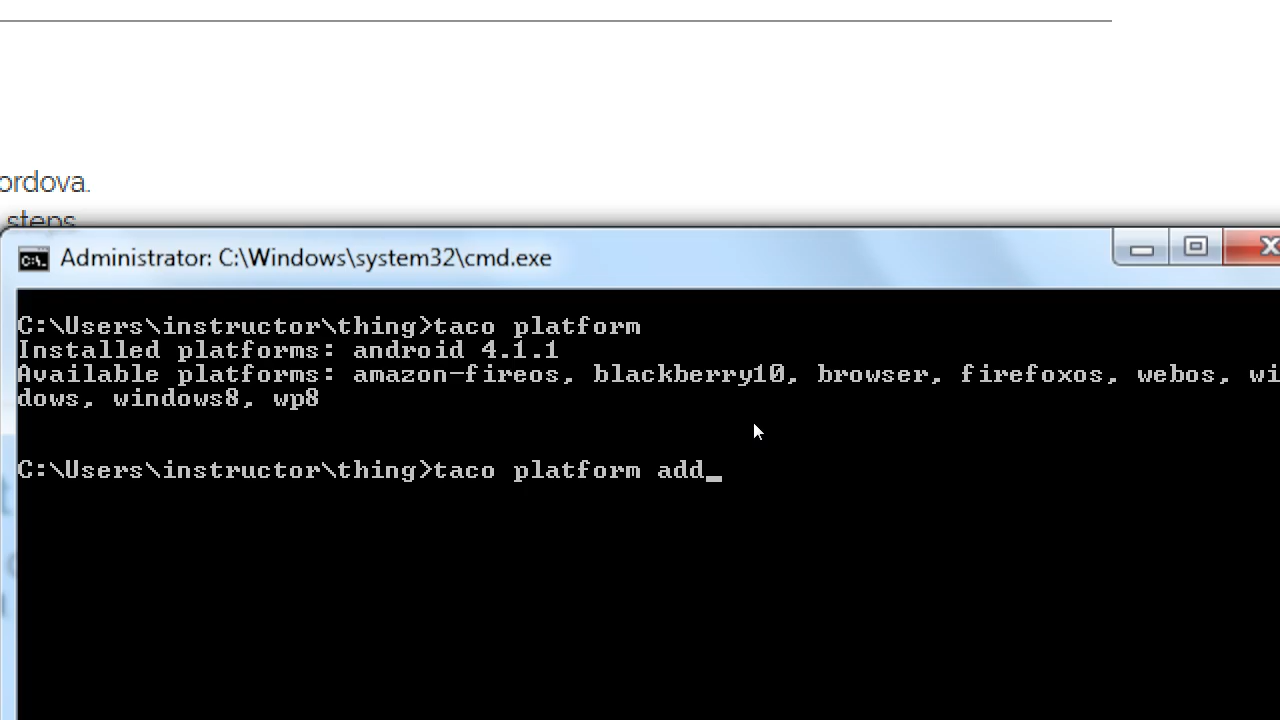 ordova.
steps
Administrator: C:\Windows\system32\cmd.exe
C:\Users\instructor\thing>taco platform
Installed platforms: android 4.1.1
Available platforms: amazon-fireos, blackberry10, browser, firefoxos, webos, wi
dows, windows8, wp8
C:\Users\instructor\thing>taco platform add_